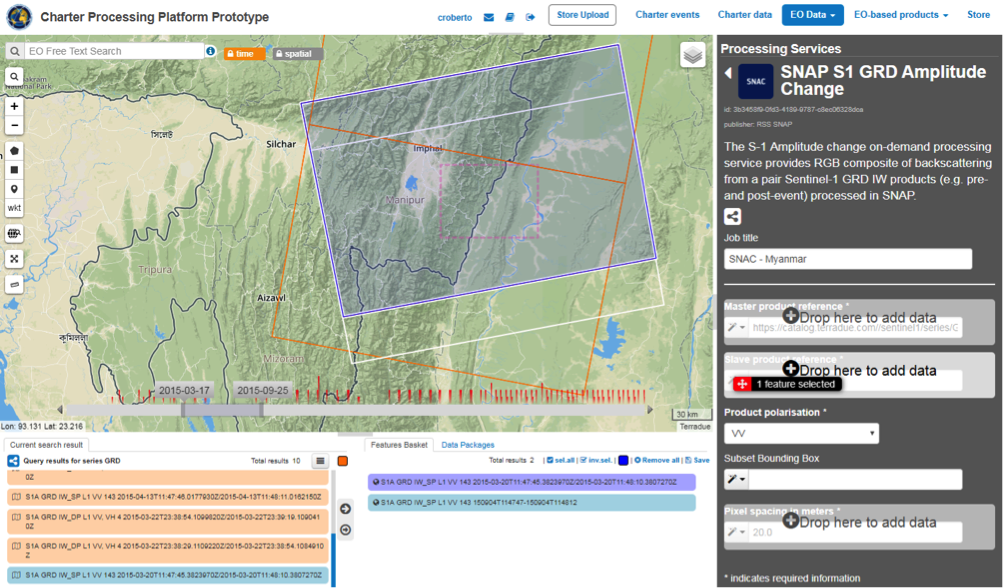 Charter Processing Platform Prototype
croberto
Store Upload
Charter events
Charter data
EO Data
EO-based products
Store
EO Free Text Search
time
spatial
National Park
+
−
wkt
সিলেট
Silchar
Imphal
Manipur
Tripura
Aizawl
Mizoram
কুমিল্লা
2015-03-17
2015-09-25
30 km
Lon: 93.131 Lat: 23.216
Terradue
Processing Services
SNAC
SNAP S1 GRD Amplitude
Change
publisher: RSS SNAP
The S-1 Amplitude change on-demand processing
service provides RGB composite of backscattering
from a pair Sentinel-1 GRD IW products (e.g. pre-
and post-event) processed in SNAP.
Job title
SNAC - Myanmar
Master product reference *
Drop here to add data
https://catalog.terradue.com//sentinel1/series/G
Slave product reference *
Drop here to add data
1 feature selected
Product polarisation *
VV
Subset Bounding Box
Pixel spacing in meters *
Drop here to add data
20.0
* indicates required information
Current search result
Query results for series GRD
Total results 10
0Z
S1A GRD IW_SP L1 VV 143 2015-04-13T11:47:46.0177930Z/2015-04-13T11:48:11.0162150Z
S1A GRD IW_DP L1 VV, VH 4 2015-03-22T23:38:54.1099820Z/2015-03-22T23:39:19.109041
0Z
S1A GRD IW_DP L1 VV, VH 4 2015-03-22T23:38:29.1109220Z/2015-03-22T23:38:54.1084910
Z
S1A GRD IW_SP L1 VV 143 2015-03-20T11:47:45.3823970Z/2015-03-20T11:48:10.3807270Z
Features Basket
Data Packages
Total results 2
sel.all
inv.sel.
Remove all
Save
S1A GRD IW_SP L1 VV 143 2015-03-20T11:47:45.3823970Z/2015-03-20T11:48:10.3807270Z
S1A GRD IW_SP L1 VV 143 150904T114747-150904T114812